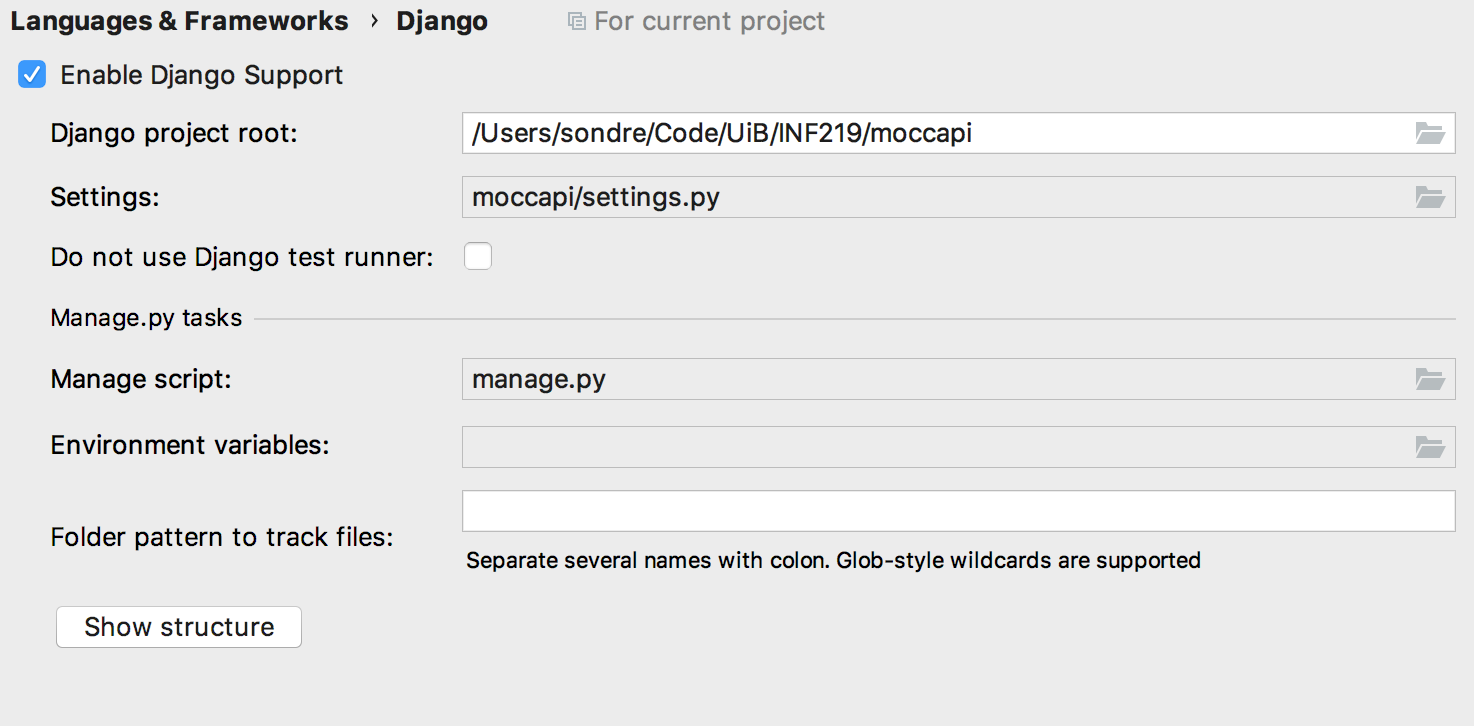 Languages & Frameworks › Django For current project
Enable Django Support
Django project root: /Users/sondre/Code/UiB/INF219/moccapi
Settings: moccapi/settings.py
Do not use Django test runner:
Manage.py tasks
Manage script: manage.py
Environment variables:
Folder pattern to track files:
Separate several names with colon. Glob-style wildcards are supported
Show structure